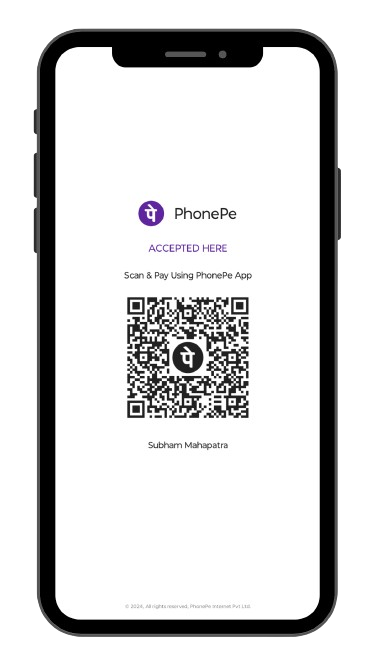 पे PhonePe
ACCEPTED HERE
Scan & Pay Using PhonePe App
पे
Subham Mahapatra
© 2024, All rights reserved, PhonePe Internet Pvt Ltd.